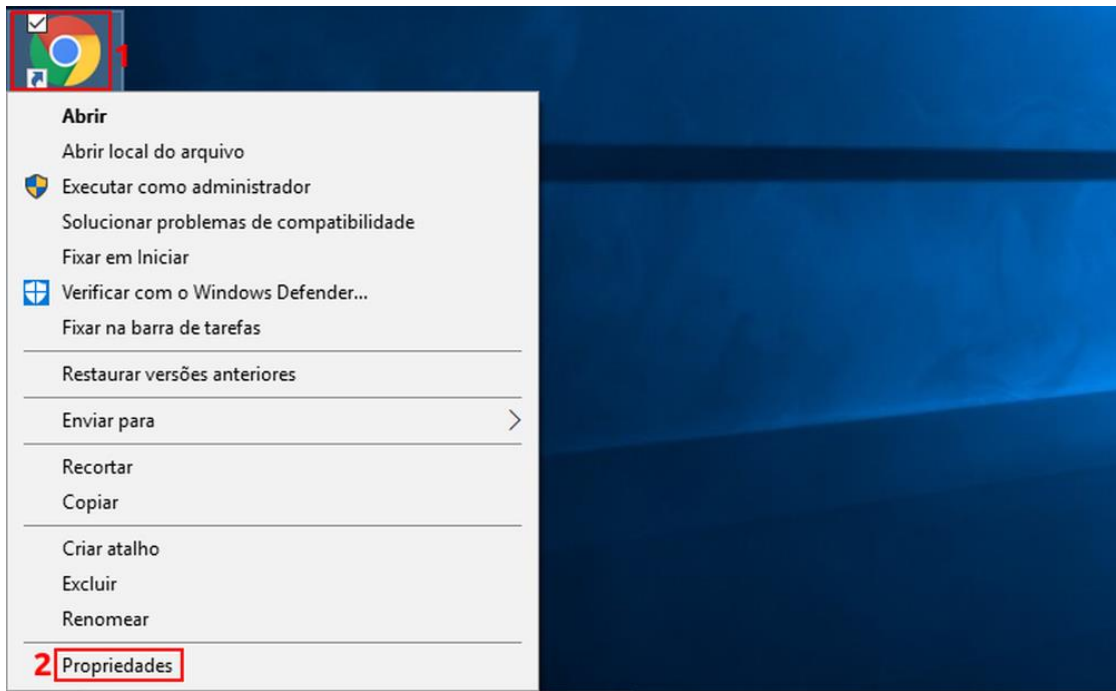 1
Abrir
Abrir local do arquivo
Executar como administrador
Solucionar problemas de compatibilidade
Fixar em Iniciar
Verificar com o Windows Defender...
Fixar na barra de tarefas
Restaurar versões anteriores
Enviar para
Recortar
Copiar
Criar atalho
Excluir
Renomear
2 Propriedades